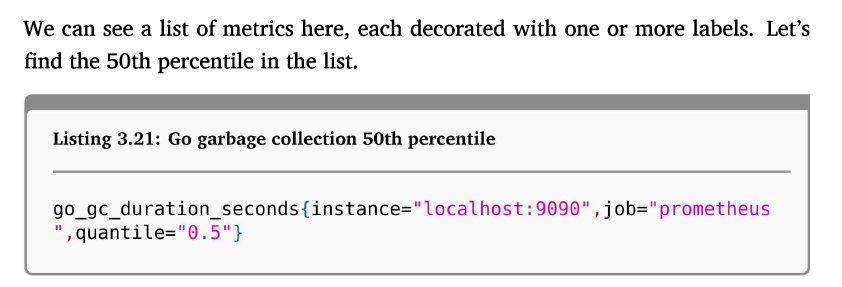 We can see a list of metrics here, each decorated with one or more labels. Let’s
find the 50th percentile in the list.
Listing 3.21: Go garbage collection 50th percentile
go_gc_duration_seconds{instance="localhost:9090",job="prometheus
",quantile="0.5"}